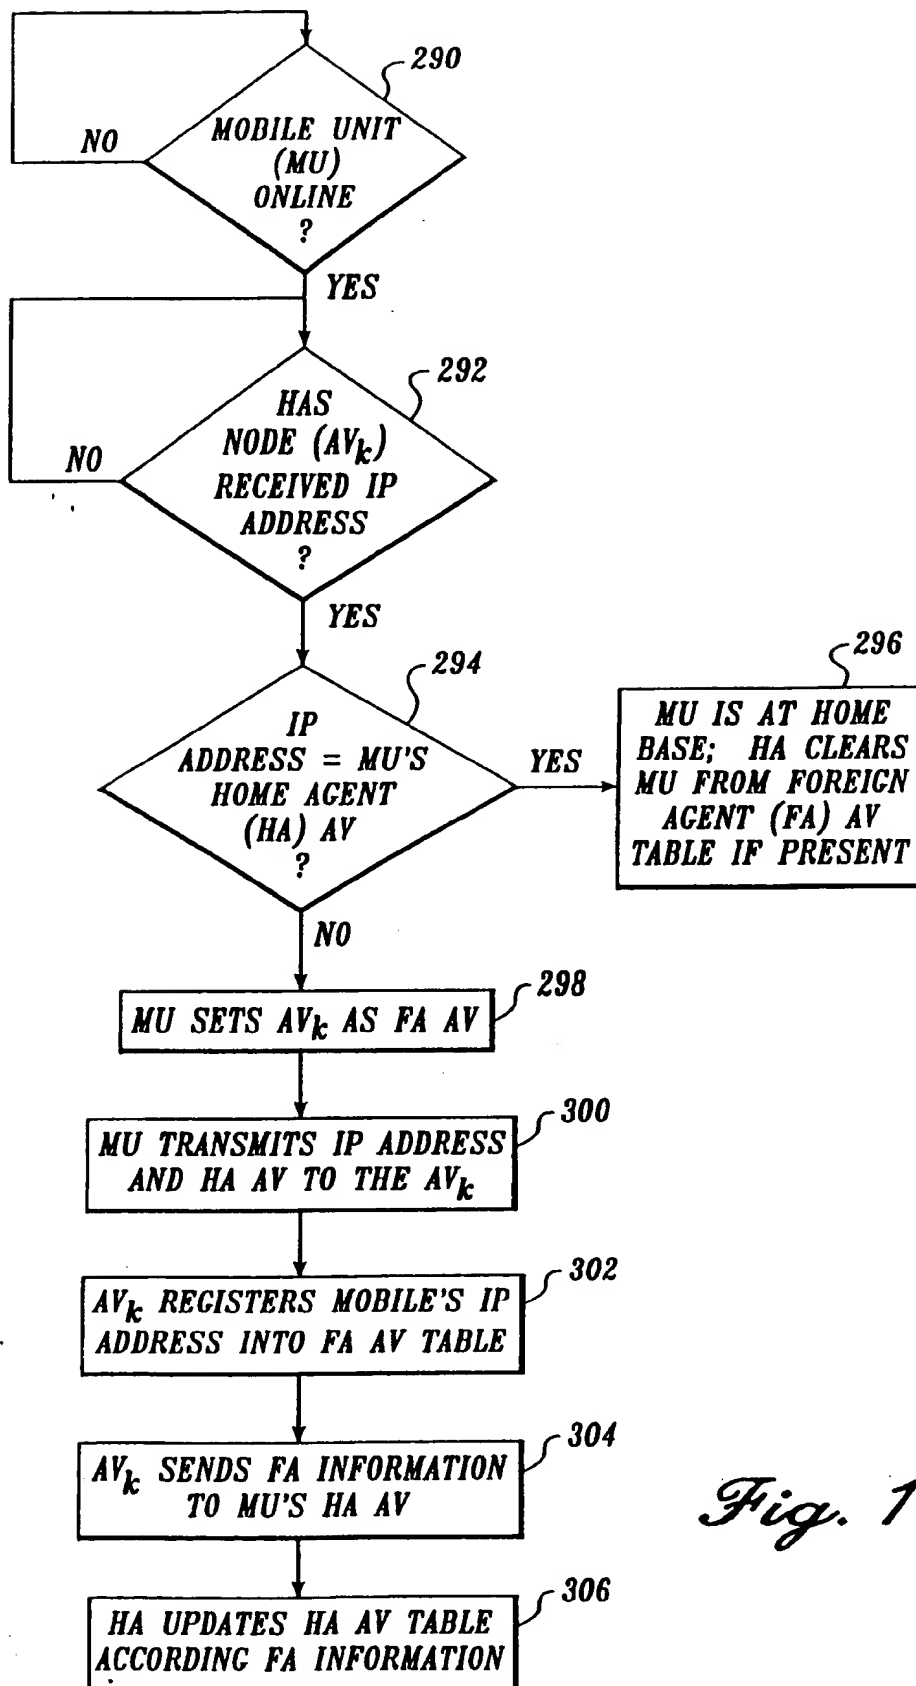 290
MOBILE UNIT
(MU)
ONLINE
?
NO
YES
292
HAS
NODE (AVk)
RECEIVED IP
ADDRESS
?
NO
YES
294
IP
ADDRESS = MU'S
HOME AGENT
(HA) AV
?
YES
296
MU IS AT HOME
BASE; HA CLEARS
MU FROM FOREIGN
AGENT (FA) AV
TABLE IF PRESENT
NO
298
MU SETS AVk AS FA AV
300
MU TRANSMITS IP ADDRESS
AND HA AV TO THE AVk
302
AVk REGISTERS MOBILE'S IP
ADDRESS INTO FA AV TABLE
304
AVk SENDS FA INFORMATION
TO MU'S HA AV
306
HA UPDATES HA AV TABLE
ACCORDING FA INFORMATION
Fig. 1